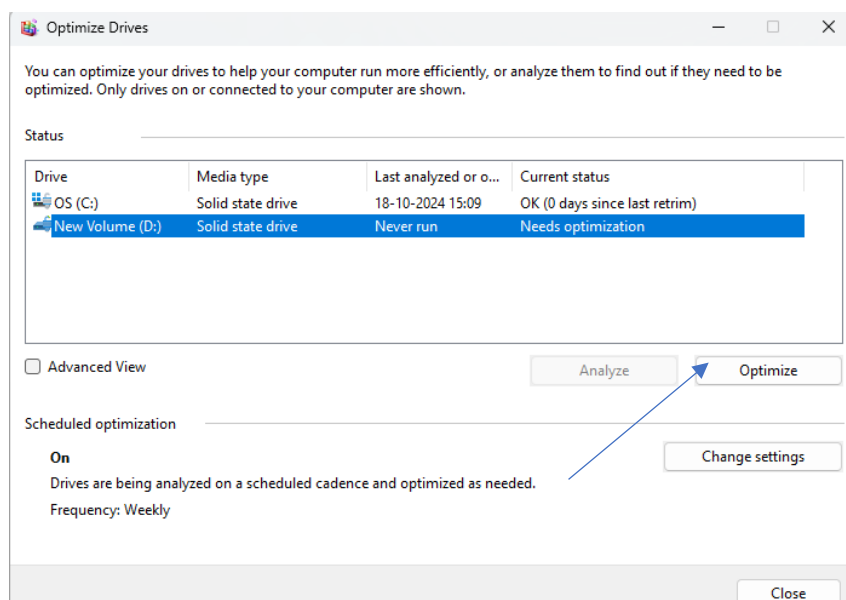 Optimize Drives
You can optimize your drives to help your computer run more efficiently, or analyze them to find out if they need to be
optimized. Only drives on or connected to your computer are shown.
Status
Drive Media type Last analyzed or o... Current status
OS (C:) Solid state drive 18-10-2024 15:09 OK (0 days since last retrim)
New Volume (D:) Solid state drive Never run Needs optimization
Advanced View Analyze Optimize
Scheduled optimization
On Change settings
Drives are being analyzed on a scheduled cadence and optimized as needed.
Frequency: Weekly
Close